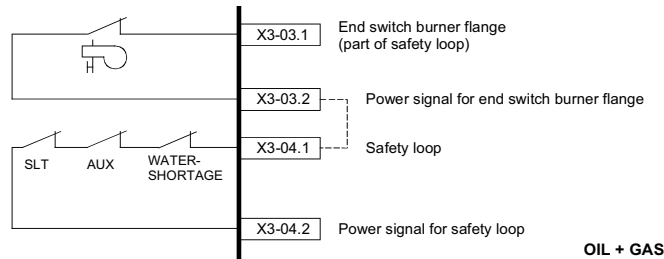 X3-03.1 End switch burner flange
(part of safety loop)
X3-03.2 Power signal for end switch burner flange
X3-04.1 Safety loop
SLT AUX WATER-
SHORTAGE
X3-04.2 Power signal for safety loop
OIL + GAS